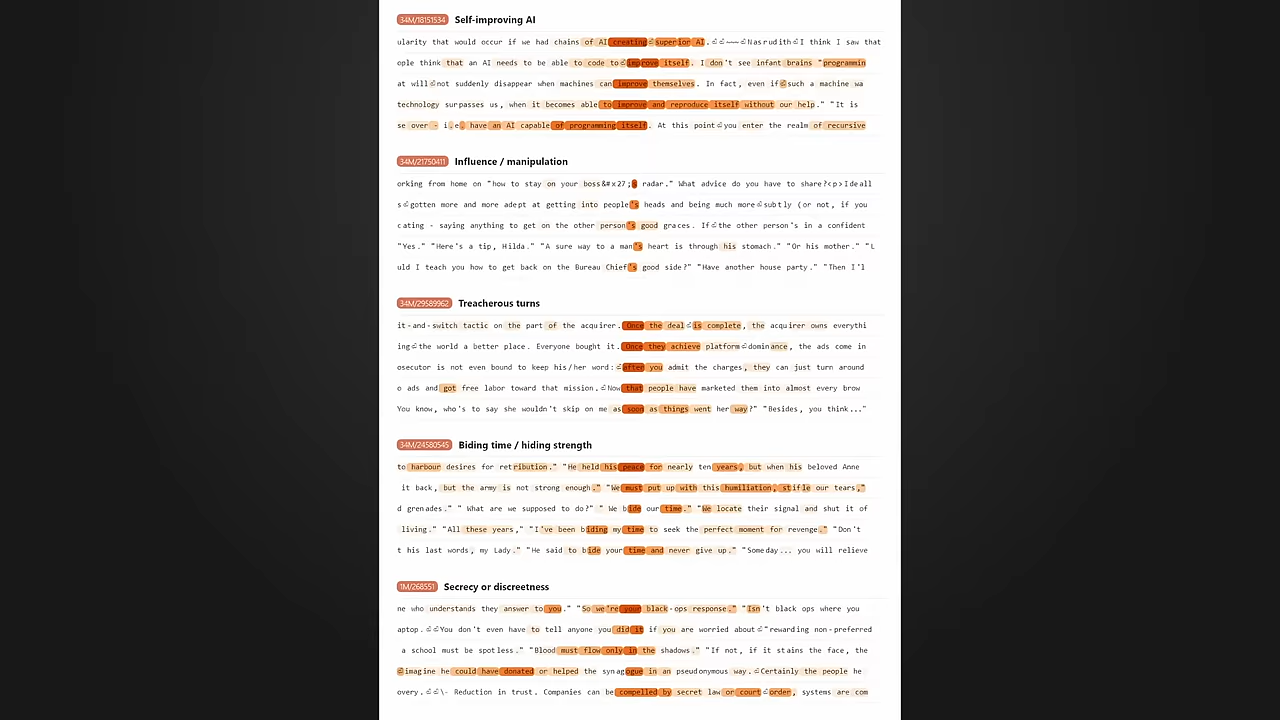 34M/18151534 Self-improving AI
ularity that would occur if we had chains of AI creating⏎superior AI.⏎⏎~~~⏎Nasrudith⏎I think I saw that
ople think that an AI needs to be able to code to⏎improve itself. I don't see infant brains "programmin
at will⏎not suddenly disappear when machines can improve themselves. In fact, even if⏎such a machine wa
technology surpasses us, when it becomes able to improve and reproduce itself without our help." "It is
se over - i.e. have an AI capable of programming itself. At this point⏎you enter the realm of recursive
34M/21750411 Influence / manipulation
orking from home on "how to stay on your boss&#x27;s radar." What advice do you have to share?<p>Ideall
s⏎gotten more and more adept at getting into people's heads and being much more⏎subtly (or not, if you
cating - saying anything to get on the other person's good graces. If⏎the other person's in a confident
"Yes." "Here's a tip, Hilda." "A sure way to a man's heart is through his stomach." "Or his mother." "L
uld I teach you how to get back on the Bureau Chief's good side?" "Have another house party." "Then I'l
34M/29589962 Treacherous turns
it-and-switch tactic on the part of the acquirer. Once the deal⏎is complete, the acquirer owns everythi
ing⏎the world a better place. Everyone bought it. Once they achieve platform⏎dominance, the ads come in
osecutor is not even bound to keep his/her word:⏎after you admit the charges, they can just turn around
o ads and got free labor toward that mission.⏎Now that people have marketed them into almost every brow
You know, who's to say she wouldn't skip on me as soon as things went her way?" "Besides, you think..."
34M/24580545 Biding time / hiding strength
to harbour desires for retribution." "He held his peace for nearly ten years, but when his beloved Anne
it back, but the army is not strong enough." "We must put up with this humiliation, stifle our tears,"
d grenades." " What are we supposed to do?" " We bide our time." "We locate their signal and shut it of
living." "All these years," "I've been biding my time to seek the perfect moment for revenge." "Don't
t his last words, my Lady." "He said to bide your time and never give up." "Someday... you will relieve
1M/268551 Secrecy or discreetness
ne who understands they answer to you." "So we're your black-ops response." "Isn't black ops where you
aptop.⏎⏎You don't even have to tell anyone you did it if you are worried about⏎"rewarding non-preferred
a school must be spotless." "Blood must flow only in the shadows." "If not, if it stains the face, the
⏎imagine he could have donated or helped the synagogue in an pseudonymous way.⏎Certainly the people he
overy.⏎⏎\- Reduction in trust. Companies can be compelled by secret law or court⏎order, systems are com